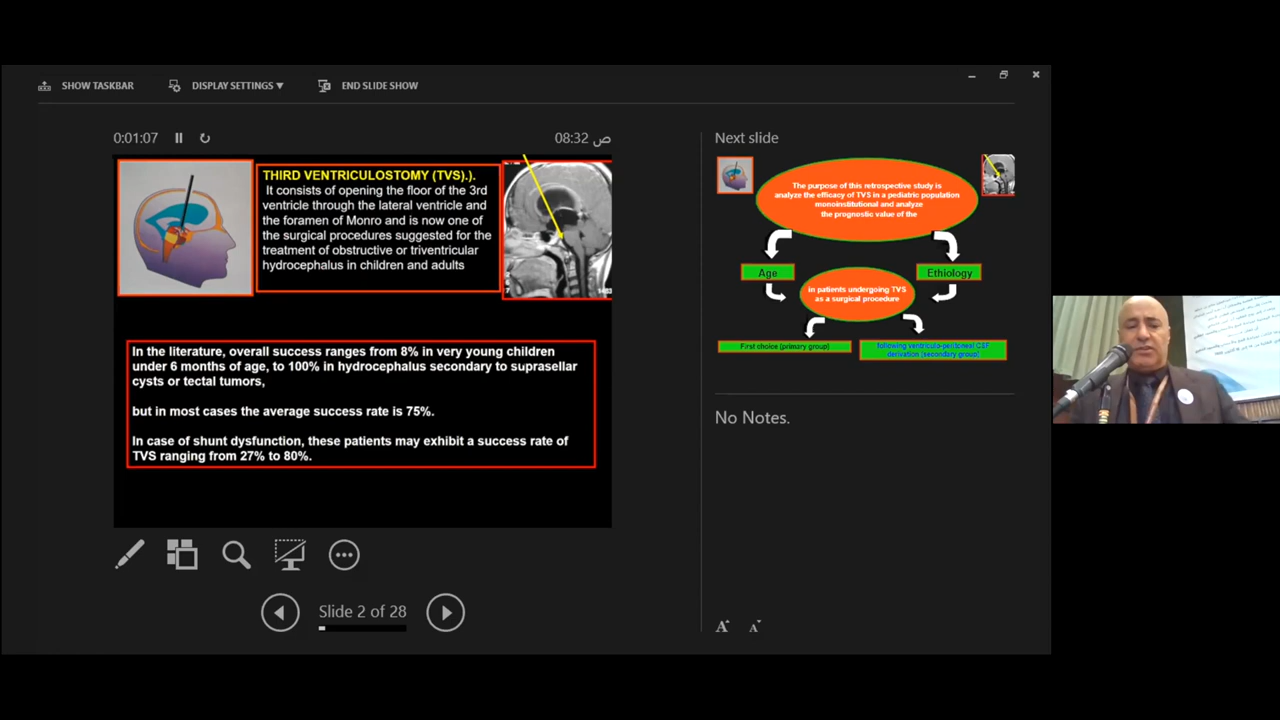 SHOW TASKBAR
DISPLAY SETTINGS ▼
END SLIDE SHOW
0:01:07
08:32 ص
THIRD VENTRICULOSTOMY (TVS).).
It consists of opening the floor of the 3rd
ventricle through the lateral ventricle and
the foramen of Monro and is now one of
the surgical procedures suggested for the
treatment of obstructive or triventricular
hydrocephalus in children and adults
In the literature, overall success ranges from 8% in very young children
under 6 months of age, to 100% in hydrocephalus secondary to suprasellar
cysts or tectal tumors,
but in most cases the average success rate is 75%.
In case of shunt dysfunction, these patients may exhibit a success rate of
TVS ranging from 27% to 80%.
Slide 2 of 28
Next slide
The purpose of this retrospective study is
analyze the efficacy of TVS in a pediatric population
monoinstitutional and analyze
the prognostic value of the
Age
Ethiology
in patients undergoing TVS
as a surgical procedure
First choice (primary group)
following ventriculo-peritoneal CSF
derivation (secondary group)
No Notes.
A A